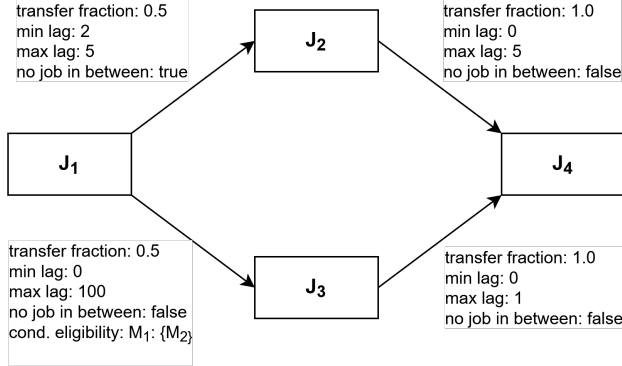 transfer fraction: 0.5
min lag: 2
max lag: 5
no job in between: true
transfer fraction: 1.0
min lag: 0
max lag: 5
no job in between: false
J2
J1
J4
transfer fraction: 0.5
min lag: 0
max lag: 100
no job in between: false
cond. eligibility: M1: {M2}
J3
transfer fraction: 1.0
min lag: 0
max lag: 1
no job in between: false